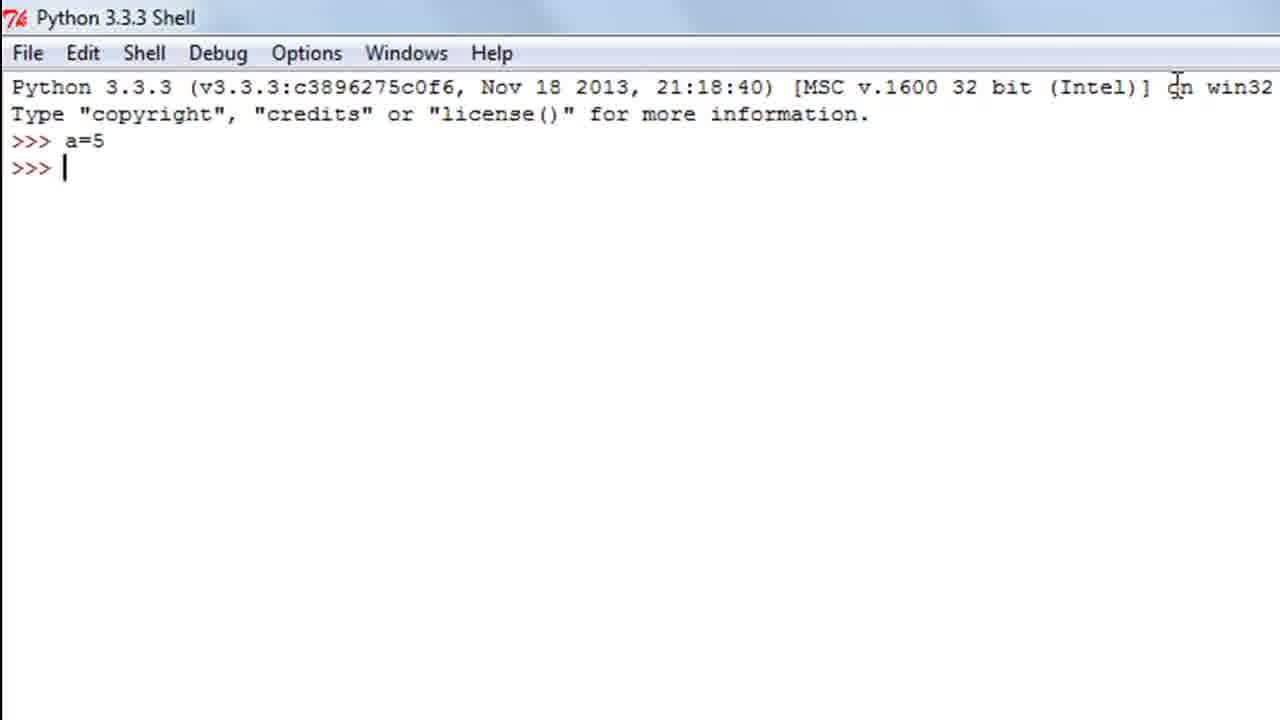 Python 3.3.3 Shell
File Edit Shell Debug Options Windows Help
Python 3.3.3 (v3.3.3:c3896275c0f6, Nov 18 2013, 21:18:40) [MSC v.1600 32 bit (Intel)] on win32
Type "copyright", "credits" or "license()" for more information.
>>> a=5
>>>